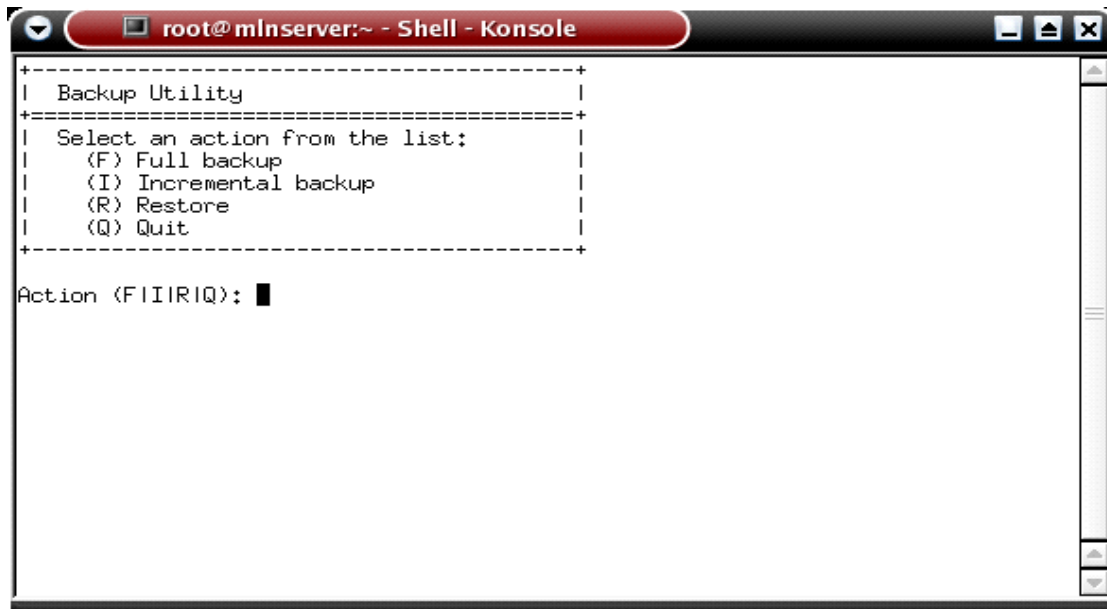 root@mlnserver:~ - Shell - Konsole
+-----------------------------------------+
|  Backup Utility                         |
+=========================================+
|  Select an action from the list:        |
|    (F) Full backup                      |
|    (I) Incremental backup               |
|    (R) Restore                          |
|    (Q) Quit                             |
+-----------------------------------------+
Action (F|I|R|Q):